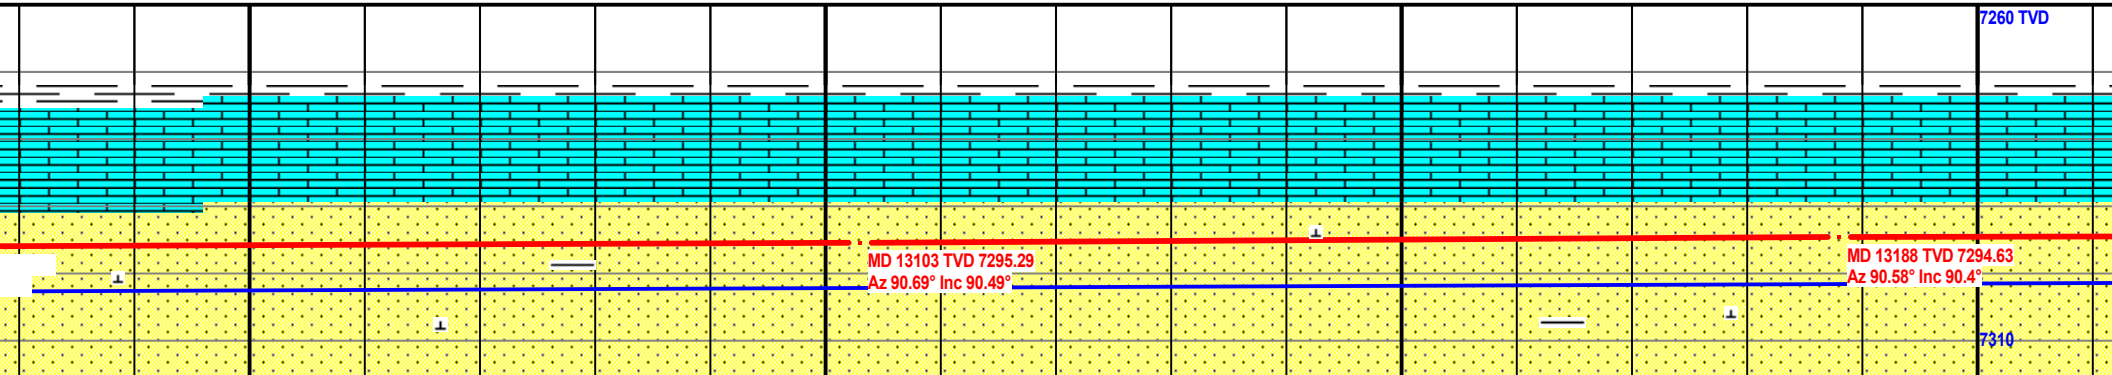 7260 TVD
MD 13103 TVD 7295.29
Az 90.69° Inc 90.49°
MD 13188 TVD 7294.63
Az 90.58° Inc 90.4°
7310